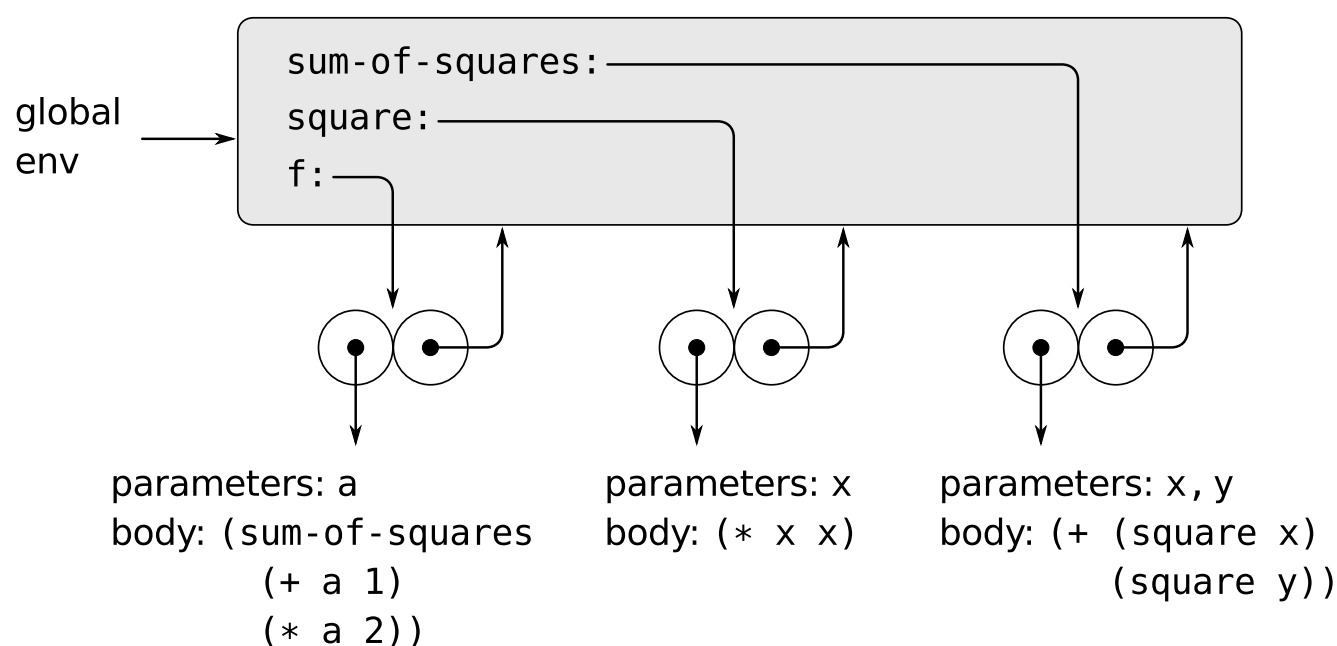 global
env
sum-of-squares:
square:
f:
parameters: a
body: (sum-of-squares
(+ a 1)
(* a 2))
parameters: x
body: (* x x)
parameters: x, y
body: (+ (square x)
(square y))